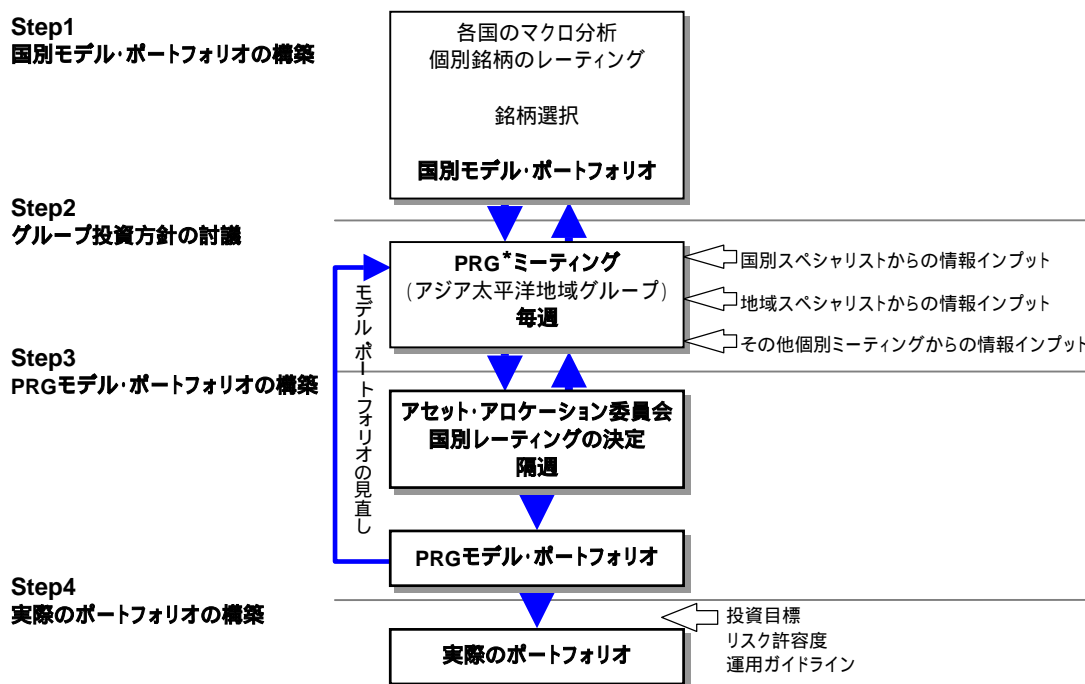 Step1
国別モデル・ポートフォリオの構築
各国のマクロ分析
個別銘柄のレーティング
銘柄選択
国別モデル・ポートフォリオ
Step2
グループ投資方針の討議
PRG*ミーティング
(アジア太平洋地域グループ)
毎週
国別スペシャリストからの情報インプット
地域スペシャリストからの情報インプット
その他個別ミーティングからの情報インプット
モデル・ポートフォリオの見直し
Step3
PRGモデル・ポートフォリオの構築
アセット・アロケーション委員会
国別レーティングの決定
隔週
PRGモデル・ポートフォリオ
Step4
実際のポートフォリオの構築
投資目標
リスク許容度
運用ガイドライン
実際のポートフォリオ